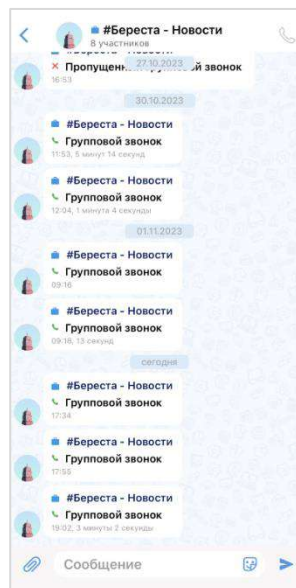 #Береста - Новости
8 участников
27.10.2023
Пропущенн
й звонок
16:53
30.10.2023
#Береста - Новости
Групповой звонок
11:53, 5 минут 14 секунд
#Береста - Новости
Групповой звонок
12:04, 1 минута 4 секунды
01.11.2023
#Береста - Новости
Групповой звонок
09:16
#Береста - Новости
Групповой звонок
09:18, 13 секунд
сегодня
#Береста - Новости
Групповой звонок
17:34
#Береста - Новости
Групповой звонок
17:55
#Береста - Новости
Групповой звонок
19:02, 3 минуты 2 секунды
Сообщение